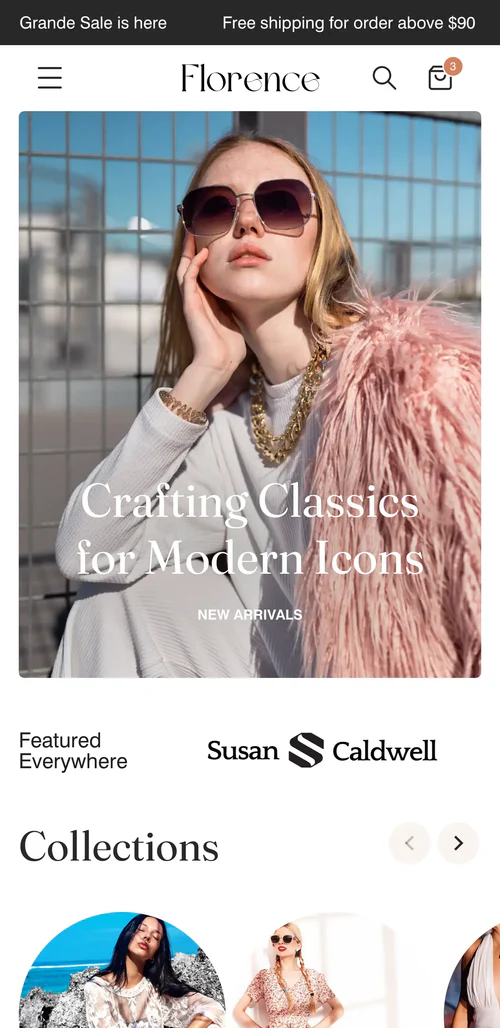 Grande Sale is here
Free shipping for order above $90
Florence
3
Crafting Classics
for Modern Icons
NEW ARRIVALS
Featured
Everywhere
Susan Caldwell
Collections